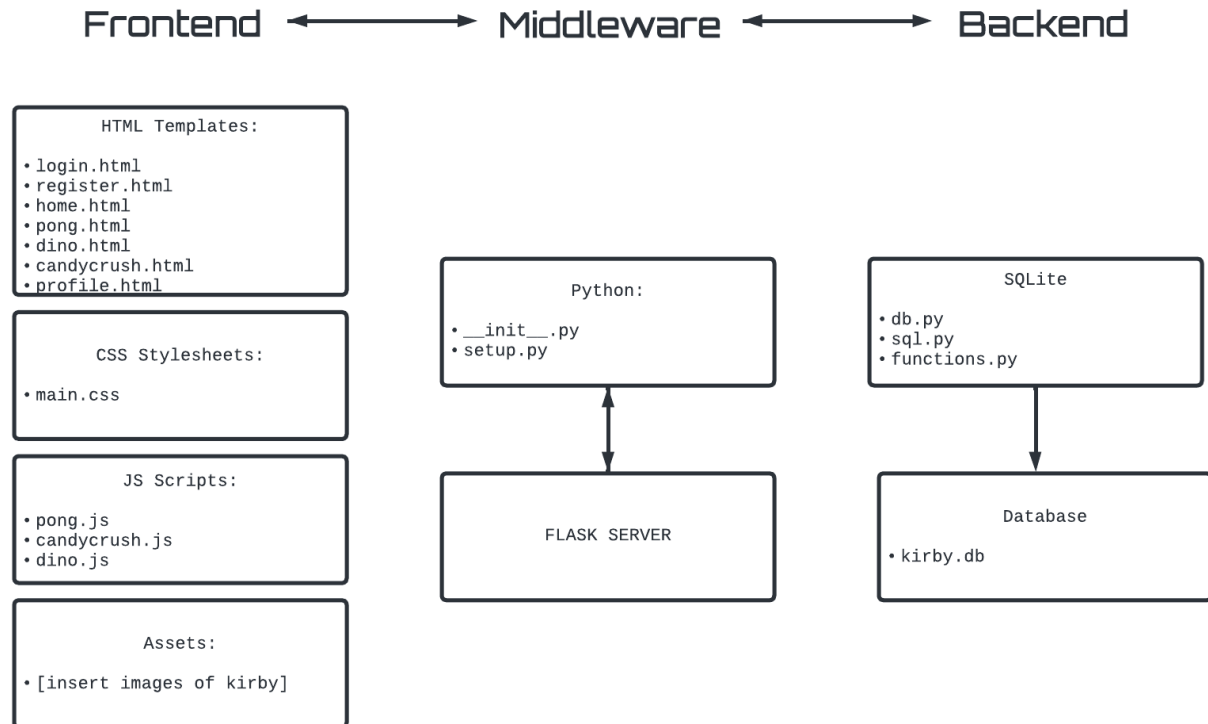 Frontend
Middleware
Backend
HTML Templates:
• login.html
• register.html
• home.html
• pong.html
• dino.html
• candycrush.html
• profile.html
CSS Stylesheets:
• main.css
JS Scripts:
• pong.js
• candycrush.js
• dino.js
Assets:
• [insert images of kirby]
Python:
• __init__.py
• setup.py
FLASK SERVER
SQLite
• db.py
• sql.py
• functions.py
Database
• kirby.db